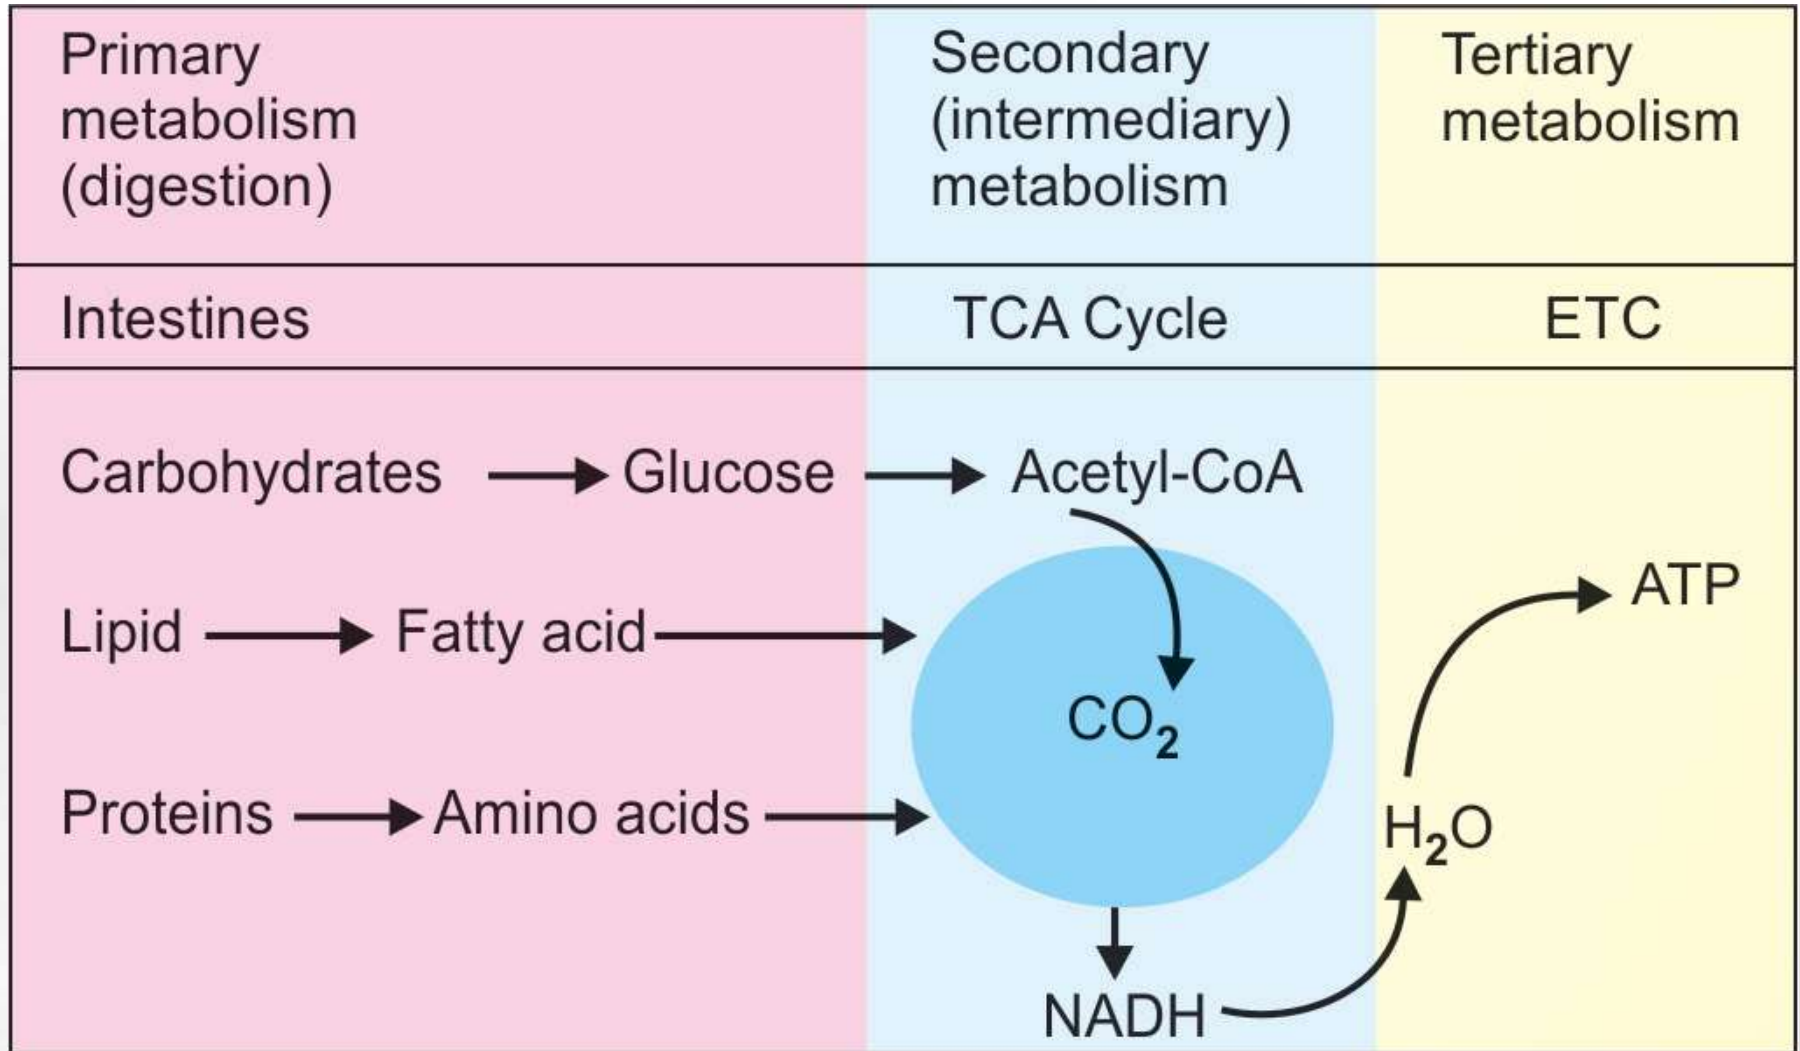 Primary
metabolism
(digestion)
Secondary
(intermediary)
metabolism
Tertiary
metabolism
Intestines
TCA Cycle
ETC
Carbohydrates
Glucose
Acetyl-CoA
Lipid
Fatty acid
ATP
CO₂
Proteins
Amino acids
H₂O
NADH